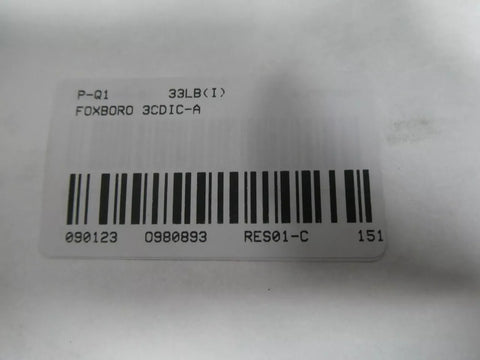 P-Q1 33LB(I)
FOXBORO 3CDIC-A
090123 0980893 RES01-C 151